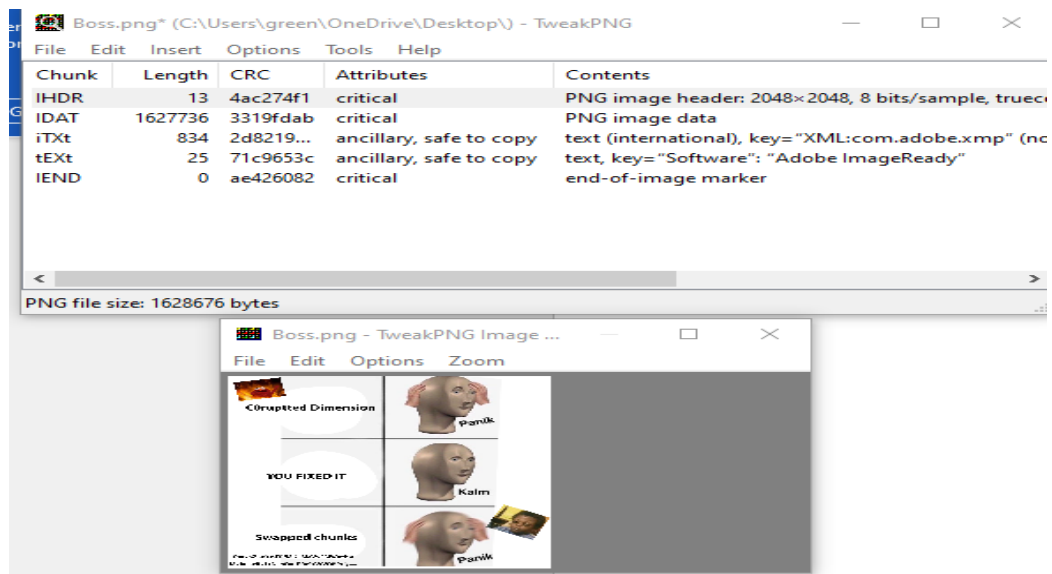 Boss.png* (C:\Users\green\OneDrive\Desktop\) - TweakPNG
File Edit Insert Options Tools Help
Chunk Length CRC Attributes Contents
IHDR 13 4ac274f1 critical PNG image header: 2048×2048, 8 bits/sample, truec
IDAT 1627736 3319fdab critical PNG image data
iTXt 834 2d8219... ancillary, safe to copy text (international), key="XML:com.adobe.xmp" (no
tEXt 25 71c9653c ancillary, safe to copy text, key="Software": "Adobe ImageReady"
IEND 0 ae426082 critical end-of-image marker
PNG file size: 1628676 bytes
Boss.png - TweakPNG Image ...
File Edit Options Zoom
C0ruptted Dimension
Panik
YOU FIXED IT
Kalm
Swapped chunks
Panik